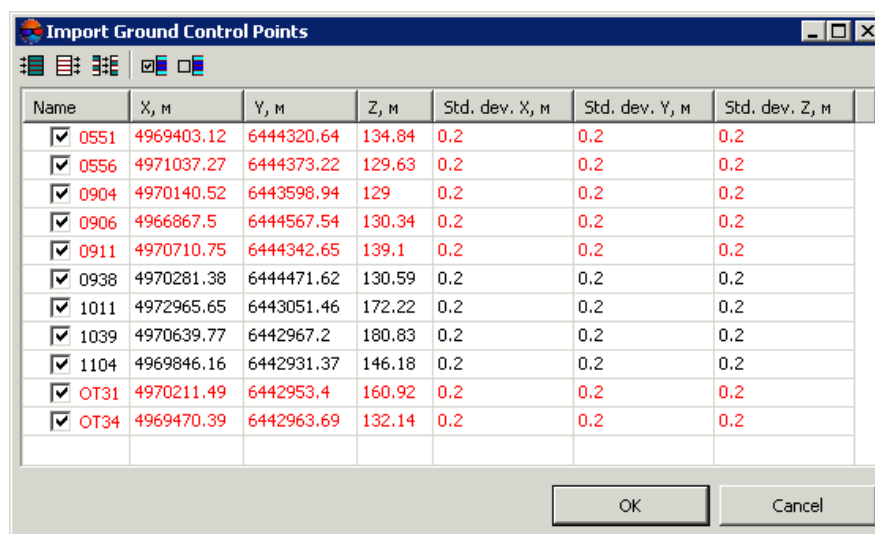 Import Ground Control Points
Name X, м Y, м Z, м Std. dev. X, м Std. dev. Y, м Std. dev. Z, м
0551 4969403.12 6444320.64 134.84 0.2 0.2 0.2
0556 4971037.27 6444373.22 129.63 0.2 0.2 0.2
0904 4970140.52 6443598.94 129 0.2 0.2 0.2
0906 4966867.5 6444567.54 130.34 0.2 0.2 0.2
0911 4970710.75 6444342.65 139.1 0.2 0.2 0.2
0938 4970281.38 6444471.62 130.59 0.2 0.2 0.2
1011 4972965.65 6443051.46 172.22 0.2 0.2 0.2
1039 4970639.77 6442967.2 180.83 0.2 0.2 0.2
1104 4969846.16 6442931.37 146.18 0.2 0.2 0.2
OT31 4970211.49 6442953.4 160.92 0.2 0.2 0.2
OT34 4969470.39 6442963.69 132.14 0.2 0.2 0.2
OK Cancel